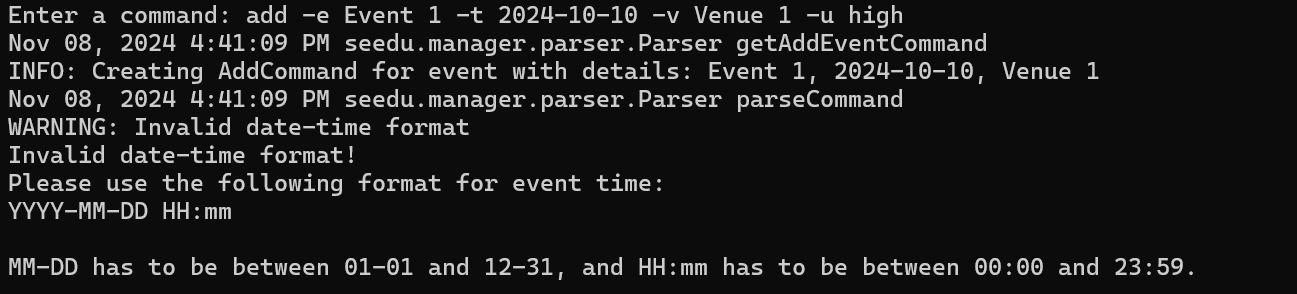 Enter a command: add -e Event 1 -t 2024-10-10 -v Venue 1 -u high
Nov 08, 2024 4:41:09 PM seedu.manager.parser.Parser getAddEventCommand
INFO: Creating AddCommand for event with details: Event 1, 2024-10-10, Venue 1
Nov 08, 2024 4:41:09 PM seedu.manager.parser.Parser parseCommand
WARNING: Invalid date-time format
Invalid date-time format!
Please use the following format for event time:
YYYY-MM-DD HH:mm
MM-DD has to be between 01-01 and 12-31, and HH:mm has to be between 00:00 and 23:59.